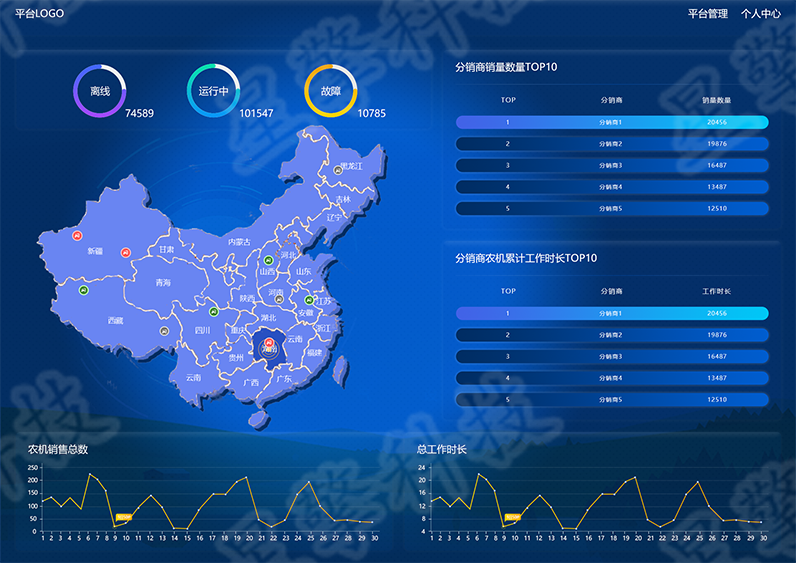 平台LOGO
平台管理 个人中心
离线
74589
运行中
101547
故障
10785
分销商销量数量TOP10
TOP 分销商 销量数量
1 分销商1 20456
2 分销商2 19876
3 分销商3 16487
4 分销商4 13487
5 分销商5 12510
分销商农机累计工作时长TOP10
TOP 分销商 工作时长
1 分销商1 20456
2 分销商2 19876
3 分销商3 16487
4 分销商4 13487
5 分销商5 12510
黑龙江
吉林
辽宁
内蒙古
新疆
甘肃
河北
山西
山东
青海
陕西
河南
江苏
安徽
西藏
四川
湖北
重庆
浙江
云南
贵州
福建
云南
广西
广东
农机销售总数
250
200
150
100
50
0
1 2 3 4 5 6 7 8 9 10 11 12 13 14 15 16 17 18 19 20 21 22 23 24 25 26 27 28 29 30
总工作时长
24
20
16
12
8
4
1 2 3 4 5 6 7 8 9 10 11 12 13 14 15 16 17 18 19 20 21 22 23 24 25 26 27 28 29 30